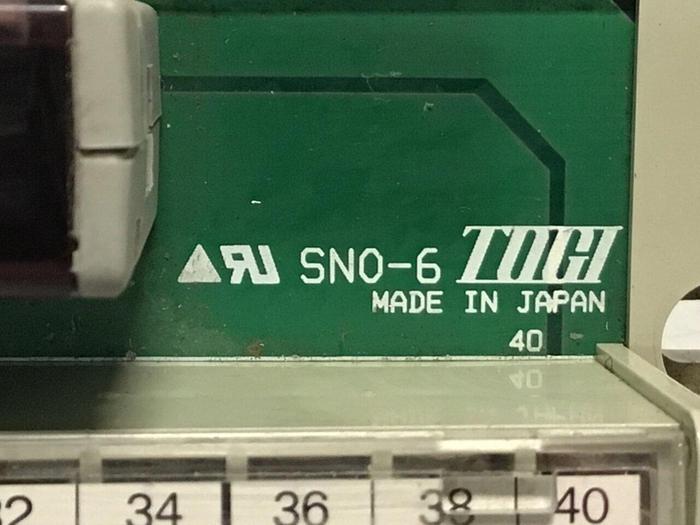 SNO-6 TOGI
MADE IN JAPAN
40
32 34 36 38 40